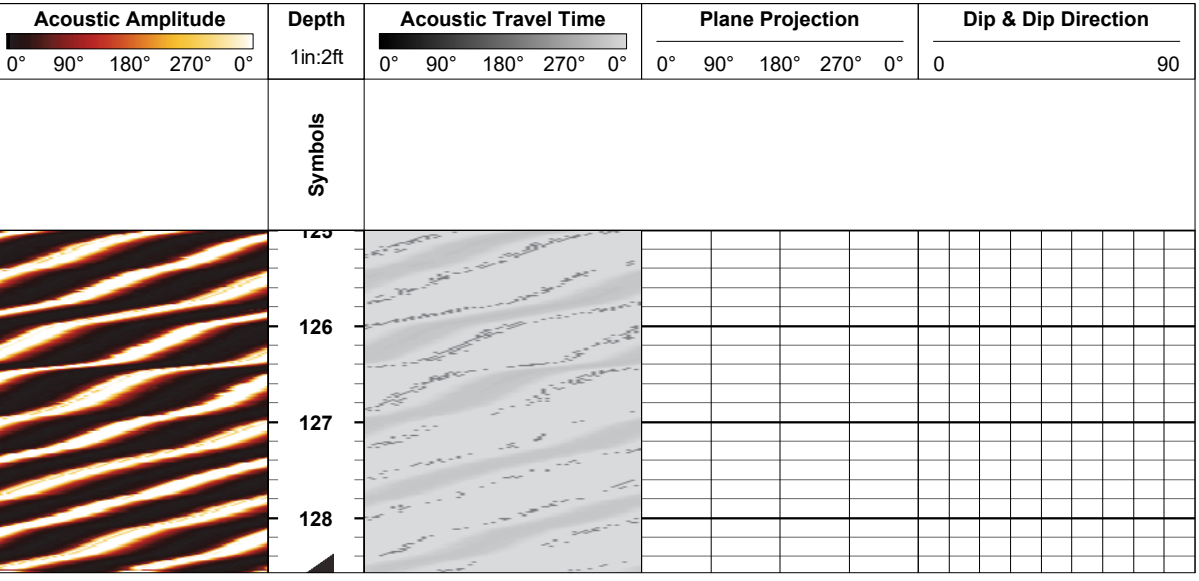 Acoustic Amplitude Depth Acoustic Travel Time Plane Projection Dip & Dip Direction
0° 90° 180° 270° 0° 1in:2ft 0° 90° 180° 270° 0° 0° 90° 180° 270° 0° 0 90
Symbols
125
126
127
128